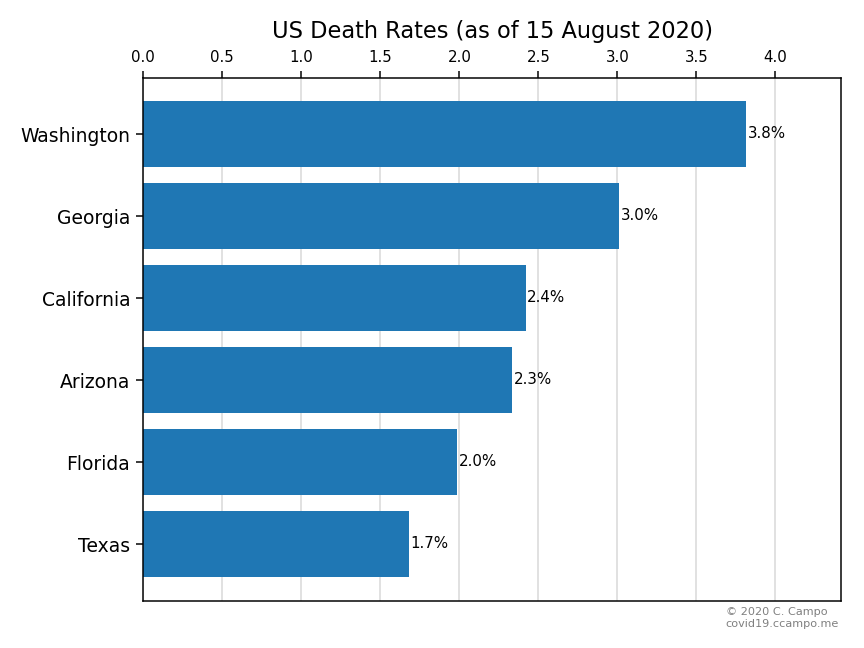 US Death Rates (as of 15 August 2020)
0.0 0.5 1.0 1.5 2.0 2.5 3.0 3.5 4.0
Washington 3.8%
Georgia 3.0%
California 2.4%
Arizona 2.3%
Florida 2.0%
Texas 1.7%
© 2020 C. Campo
covid19.ccampo.me